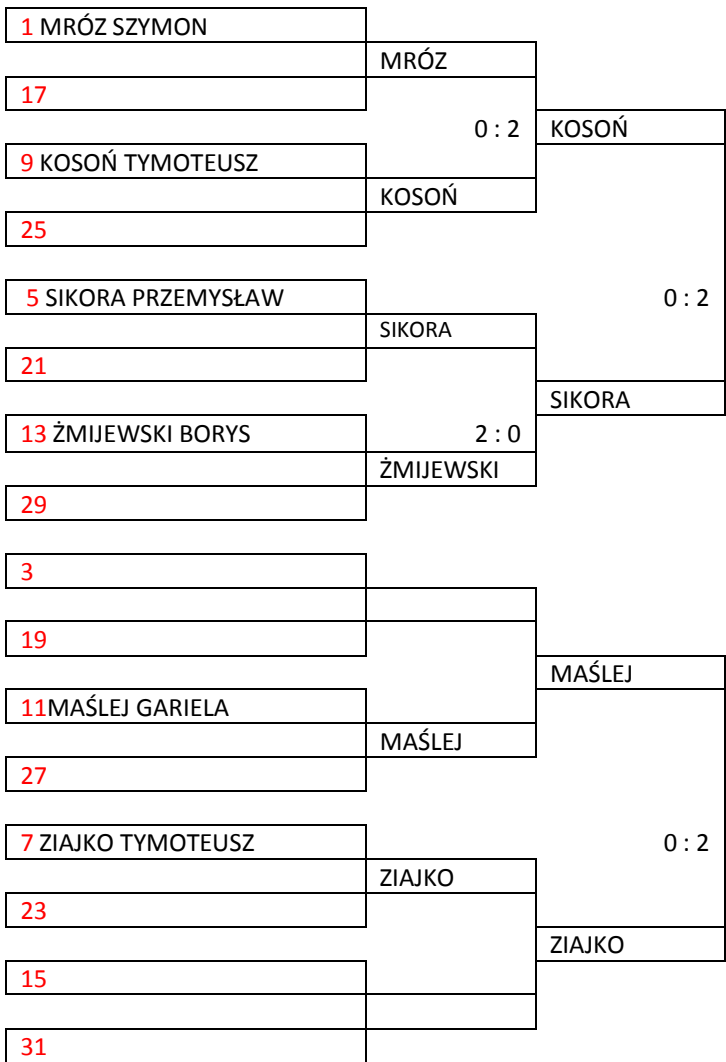 1 MRÓZ SZYMON
MRÓZ
17
0 : 2 KOSOŃ
9 KOSOŃ TYMOTEUSZ
KOSOŃ
25
5 SIKORA PRZEMYSŁAW 0 : 2
SIKORA
21
SIKORA
13 ŻMIJEWSKI BORYS 2 : 0
ŻMIJEWSKI
29
3
19
MAŚLEJ
11MAŚLEJ GARIELA
MAŚLEJ
27
7 ZIAJKO TYMOTEUSZ 0 : 2
ZIAJKO
23
ZIAJKO
15
31